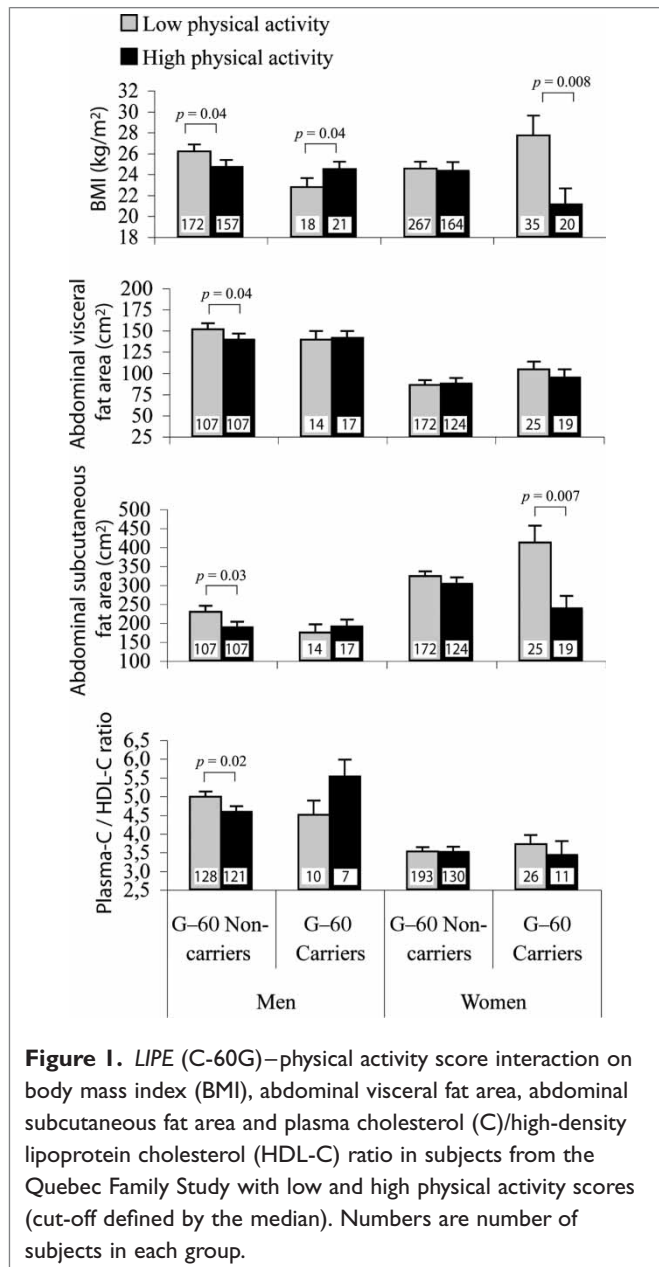 Low physical activity
High physical activity
BMI (kg/m²)
32
30
28
26
24
22
20
18
p = 0.04
p = 0.04
p = 0.008
172 157 18 21 267 164 35 20
Abdominal visceral
fat area (cm²)
200
175
150
125
100
75
50
25
p = 0.04
107 107 14 17 172 124 25 19
Abdominal subcutaneous
fat area (cm²)
500
450
400
350
300
250
200
150
100
p = 0.03
p = 0.007
107 107 14 17 172 124 25 19
Plasma-C / HDL-C ratio
6,5
6,0
5,5
5,0
4,5
4,0
3,5
3,0
2,5
p = 0.02
128 121 10 7 193 130 26 11
G–60 Non-
carriers
G–60
Carriers
G–60 Non-
carriers
G–60
Carriers
Men
Women
Figure 1. LIPE (C-60G)–physical activity score interaction on
body mass index (BMI), abdominal visceral fat area, abdominal
subcutaneous fat area and plasma cholesterol (C)/high-density
lipoprotein cholesterol (HDL-C) ratio in subjects from the
Quebec Family Study with low and high physical activity scores
(cut-off defined by the median). Numbers are number of
subjects in each group.